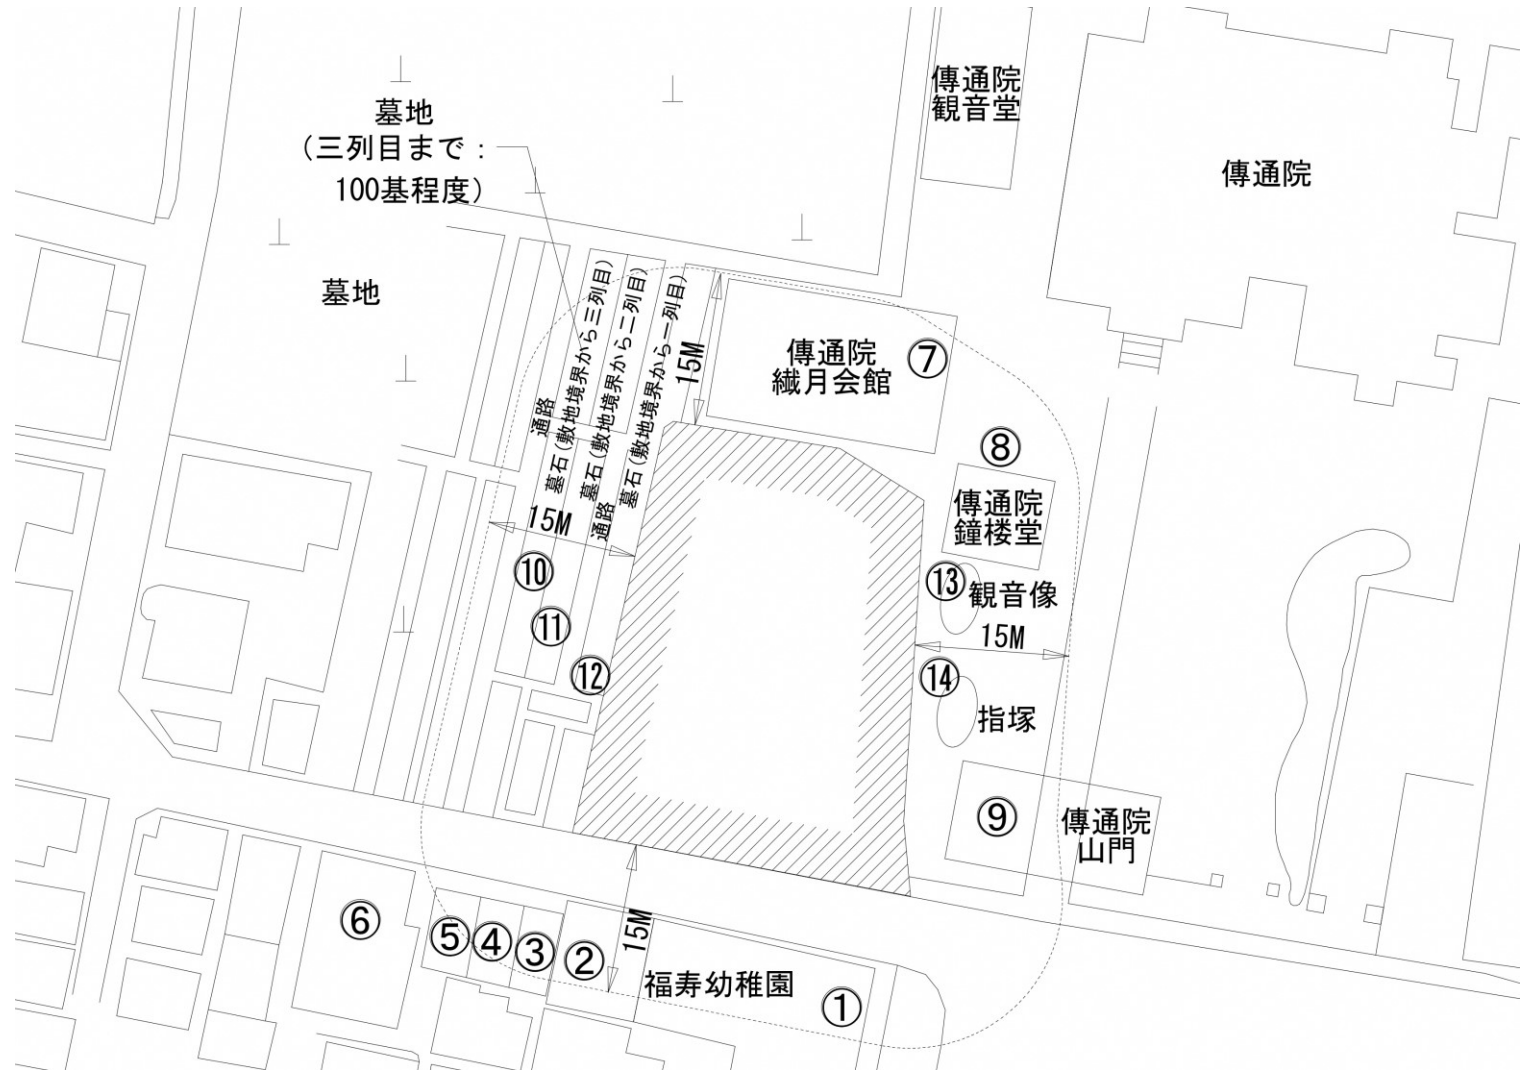 傳通院
観音堂
墓地
（三列目まで：
100基程度）
傳通院
墓地
墓石(敷地境界から三列目)
墓石(敷地境界から二列目)
墓石(敷地境界から一列目)
通路
通路
15M
傳通院
繊月会館
⑦
⑧
傳通院
鐘楼堂
15M
⑩
⑪
⑫
⑬
観音像
15M
⑭
指塚
⑨
傳通院
山門
⑥
⑤
④
③
②
15M
福寿幼稚園
①